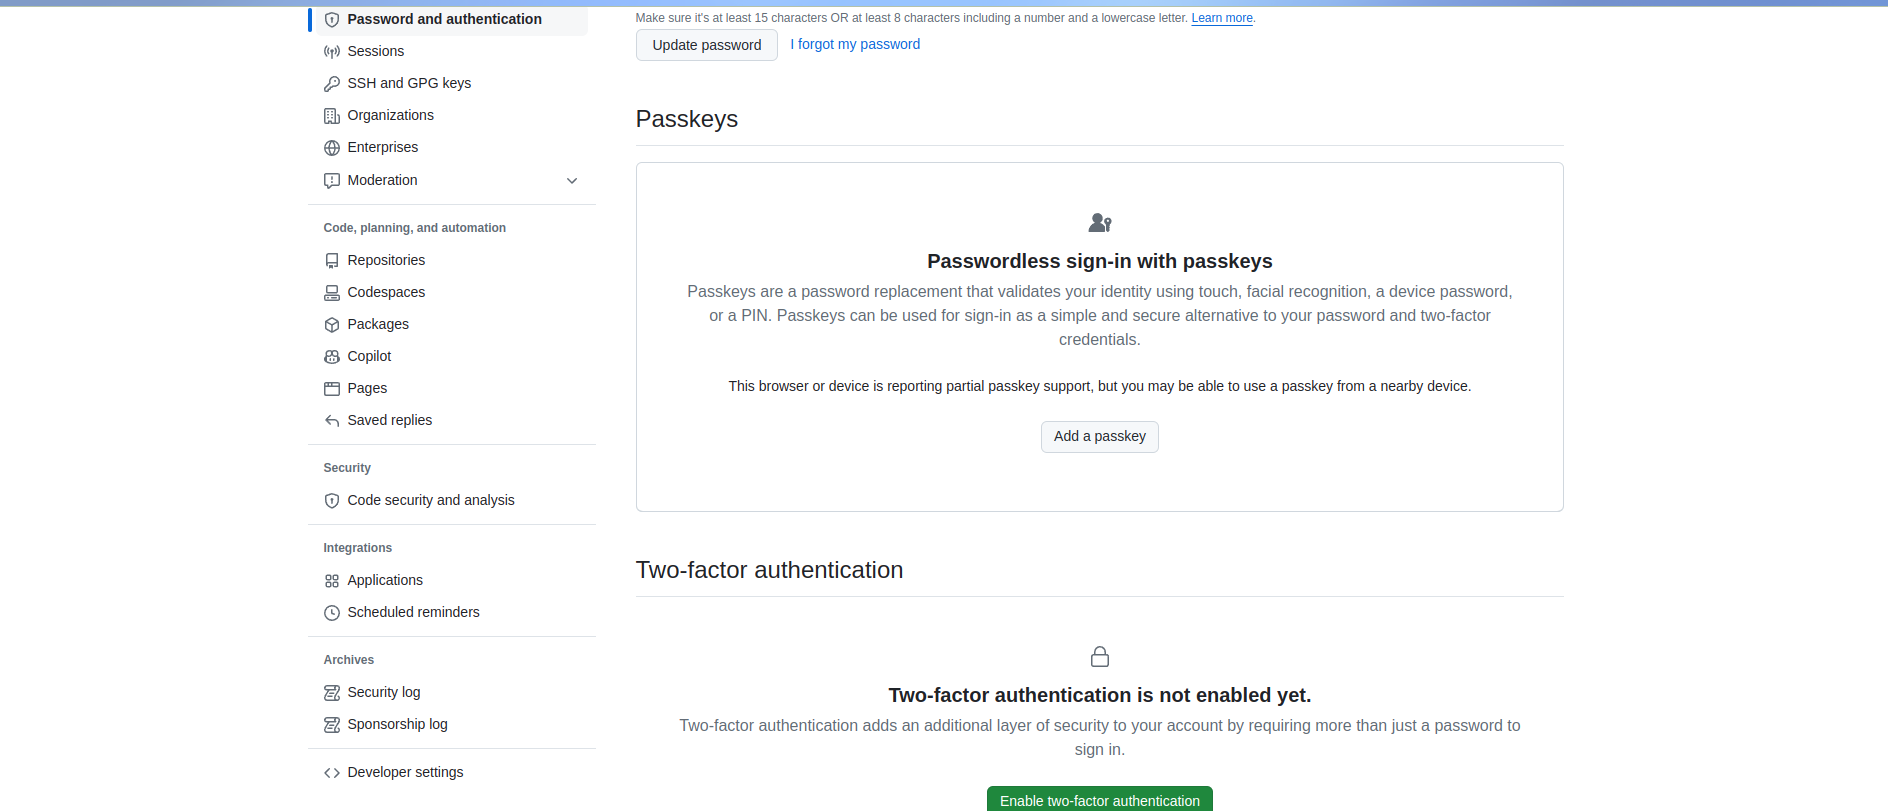 Password and authentication
Sessions
SSH and GPG keys
Organizations
Enterprises
Moderation
Code, planning, and automation
Repositories
Codespaces
Packages
Copilot
Pages
Saved replies
Security
Code security and analysis
Integrations
Applications
Scheduled reminders
Archives
Security log
Sponsorship log
Developer settings
Make sure it's at least 15 characters OR at least 8 characters including a number and a lowercase letter. Learn more.
Update password I forgot my password
Passkeys
Passwordless sign-in with passkeys
Passkeys are a password replacement that validates your identity using touch, facial recognition, a device password,
or a PIN. Passkeys can be used for sign-in as a simple and secure alternative to your password and two-factor
credentials.
This browser or device is reporting partial passkey support, but you may be able to use a passkey from a nearby device.
Add a passkey
Two-factor authentication
Two-factor authentication is not enabled yet.
Two-factor authentication adds an additional layer of security to your account by requiring more than just a password to
sign in.
Enable two-factor authentication